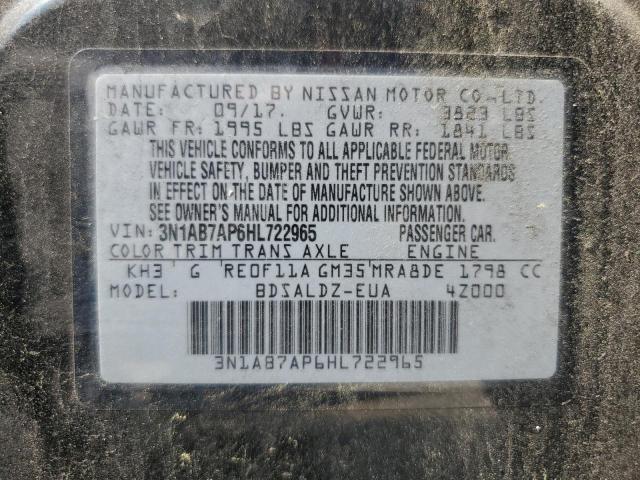 MANUFACTURED BY NISSAN MOTOR CO.,LTD.
DATE: 09/17. GVWR: 3523 LBS
GAWR FR: 1995 LBS GAWR RR: 1841 LBS
THIS VEHICLE CONFORMS TO ALL APPLICABLE FEDERAL MOTOR
VEHICLE SAFETY, BUMPER AND THEFT PREVENTION STANDARDS
IN EFFECT ON THE DATE OF MANUFACTURE SHOWN ABOVE.
SEE OWNER'S MANUAL FOR ADDITIONAL INFORMATION.
VIN: 3N1AB7AP6HL722965 PASSENGER CAR.
COLOR TRIM TRANS AXLE ENGINE
KH3 G RE0F11A GM35 MRA8DE 1798 CC
MODEL: BDSALDZ-EUA 4Z000
3N1AB7AP6HL722965